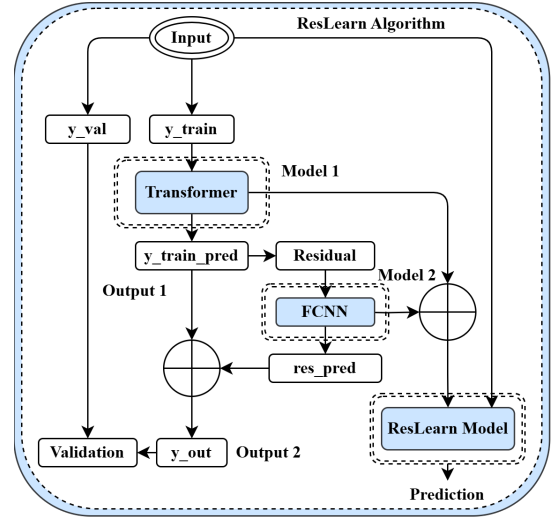 ResLearn Algorithm
Input
y_val
y_train
Model 1
Transformer
y_train_pred
Residual
Model 2
Output 1
FCNN
res_pred
ResLearn Model
Validation
y_out
Output 2
Prediction